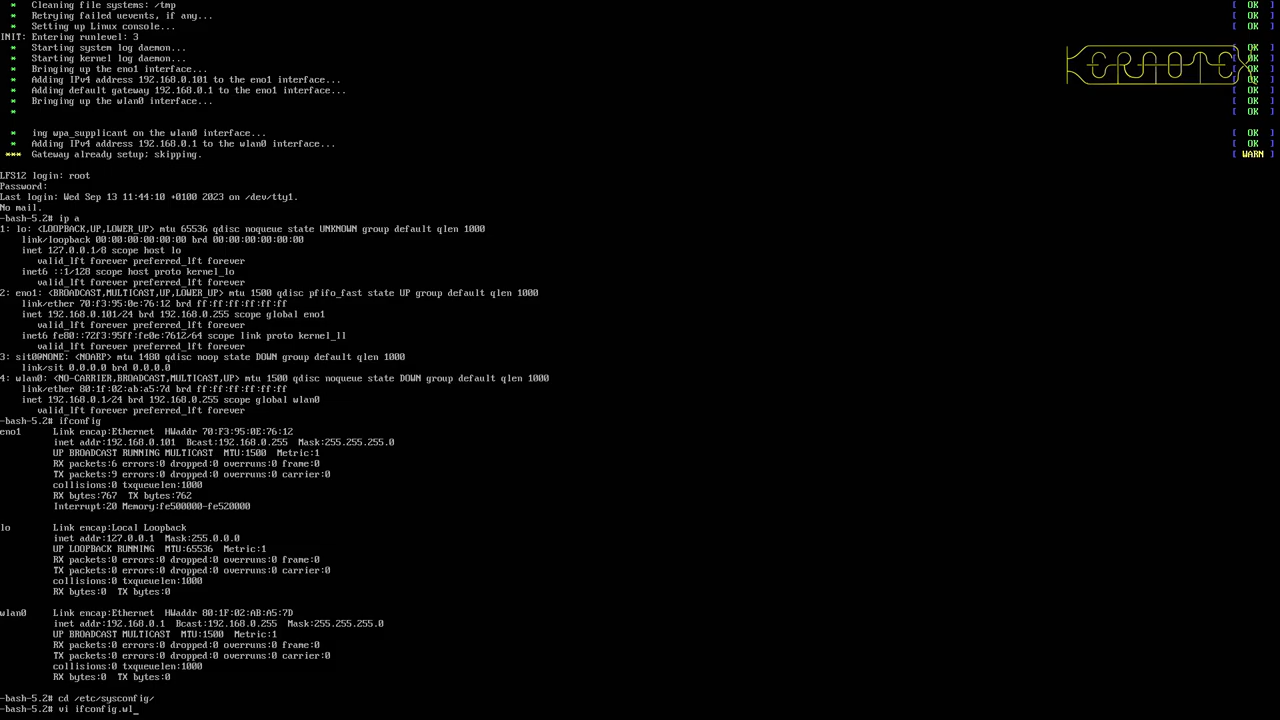 * Cleaning file systems: /tmp [ OK ]
* Retrying failed uevents, if any... [ OK ]
* Setting up Linux console... [ OK ]
INIT: Entering runlevel: 3
* Starting system log daemon... [ OK ]
* Starting kernel log daemon... [ OK ]
* Bringing up the eno1 interface... [ OK ]
* Adding IPv4 address 192.168.0.101 to the eno1 interface... [ OK ]
* Adding default gateway 192.168.0.1 to the eno1 interface... [ OK ]
* Bringing up the wlan0 interface... [ OK ]
* [ OK ]
* ing wpa_supplicant on the wlan0 interface... [ OK ]
* Adding IPv4 address 192.168.0.1 to the wlan0 interface... [ OK ]
*** Gateway already setup; skipping. [ WARN ]
LFS12 login: root
Password:
Last login: Wed Sep 13 11:44:10 +0100 2023 on /dev/tty1.
No mail.
-bash-5.2# ip a
1: lo: <LOOPBACK,UP,LOWER_UP> mtu 65536 qdisc noqueue state UNKNOWN group default qlen 1000
link/loopback 00:00:00:00:00:00 brd 00:00:00:00:00:00
inet 127.0.0.1/8 scope host lo
valid_lft forever preferred_lft forever
inet6 ::1/128 scope host proto kernel_lo
valid_lft forever preferred_lft forever
2: eno1: <BROADCAST,MULTICAST,UP,LOWER_UP> mtu 1500 qdisc pfifo_fast state UP group default qlen 1000
link/ether 70:f3:95:0e:76:12 brd ff:ff:ff:ff:ff:ff
inet 192.168.0.101/24 brd 192.168.0.255 scope global eno1
valid_lft forever preferred_lft forever
inet6 fe80::72f3:95ff:fe0e:7612/64 scope link proto kernel_ll
valid_lft forever preferred_lft forever
3: sit0@NONE: <NOARP> mtu 1480 qdisc noop state DOWN group default qlen 1000
link/sit 0.0.0.0 brd 0.0.0.0
4: wlan0: <NO-CARRIER,BROADCAST,MULTICAST,UP> mtu 1500 qdisc noqueue state DOWN group default qlen 1000
link/ether 80:1f:02:ab:a5:7d brd ff:ff:ff:ff:ff:ff
inet 192.168.0.1/24 brd 192.168.0.255 scope global wlan0
valid_lft forever preferred_lft forever
-bash-5.2# ifconfig
eno1 Link encap:Ethernet HWaddr 70:F3:95:0E:76:12
inet addr:192.168.0.101 Bcast:192.168.0.255 Mask:255.255.255.0
UP BROADCAST RUNNING MULTICAST MTU:1500 Metric:1
RX packets:6 errors:0 dropped:0 overruns:0 frame:0
TX packets:9 errors:0 dropped:0 overruns:0 carrier:0
collisions:0 txqueuelen:1000
RX bytes:767 TX bytes:762
Interrupt:20 Memory:fe500000-fe520000
lo Link encap:Local Loopback
inet addr:127.0.0.1 Mask:255.0.0.0
UP LOOPBACK RUNNING MTU:65536 Metric:1
RX packets:0 errors:0 dropped:0 overruns:0 frame:0
TX packets:0 errors:0 dropped:0 overruns:0 carrier:0
collisions:0 txqueuelen:1000
RX bytes:0 TX bytes:0
wlan0 Link encap:Ethernet HWaddr 80:1F:02:AB:A5:7D
inet addr:192.168.0.1 Bcast:192.168.0.255 Mask:255.255.255.0
UP BROADCAST MULTICAST MTU:1500 Metric:1
RX packets:0 errors:0 dropped:0 overruns:0 frame:0
TX packets:0 errors:0 dropped:0 overruns:0 carrier:0
collisions:0 txqueuelen:1000
RX bytes:0 TX bytes:0
-bash-5.2# cd /etc/sysconfig/
-bash-5.2# vi ifconfig.wl_